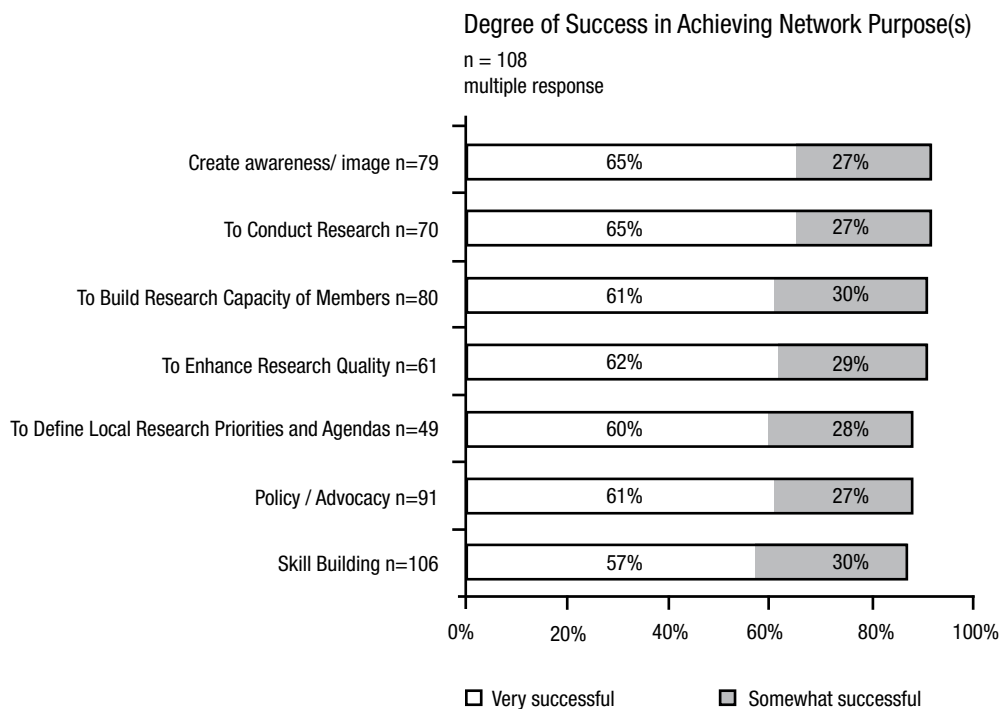 Degree of Success in Achieving Network Purpose(s)
n = 108
multiple response
Create awareness/ image n=79
65%
27%
To Conduct Research n=70
65%
27%
To Build Research Capacity of Members n=80
61%
30%
To Enhance Research Quality n=61
62%
29%
To Define Local Research Priorities and Agendas n=49
60%
28%
Policy / Advocacy n=91
61%
27%
Skill Building n=106
57%
30%
0%
20%
40%
60%
80%
100%
Very successful
Somewhat successful